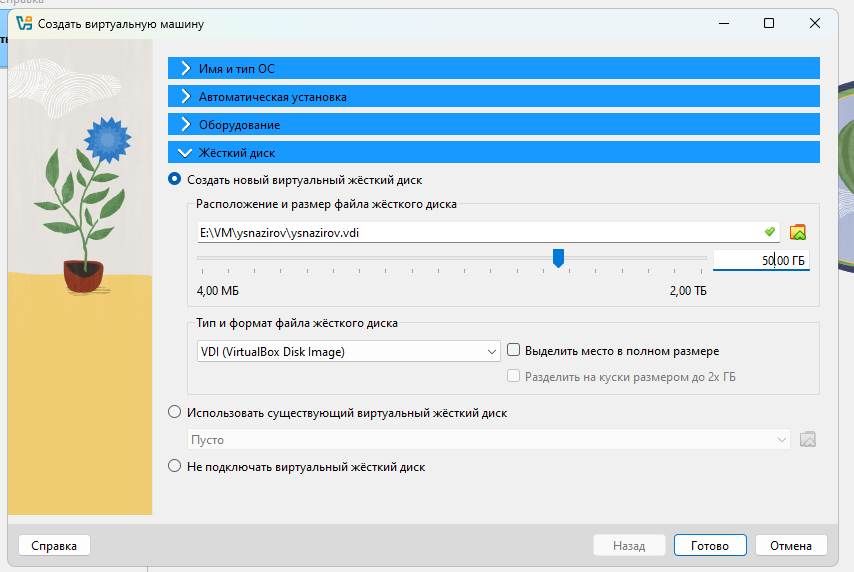 Справка
Создать виртуальную машину
Имя и тип ОС
Автоматическая установка
Оборудование
Жёсткий диск
Создать новый виртуальный жёсткий диск
Расположение и размер файла жёсткого диска
E:\VM\ysnazirov\ysnazirov.vdi
50,00 ГБ
4,00 МБ
2,00 ТБ
Тип и формат файла жёсткого диска
VDI (VirtualBox Disk Image)
Выделить место в полном размере
Разделить на куски размером до 2х ГБ
Использовать существующий виртуальный жёсткий диск
Пусто
Не подключать виртуальный жёсткий диск
Справка
Назад
Готово
Отмена